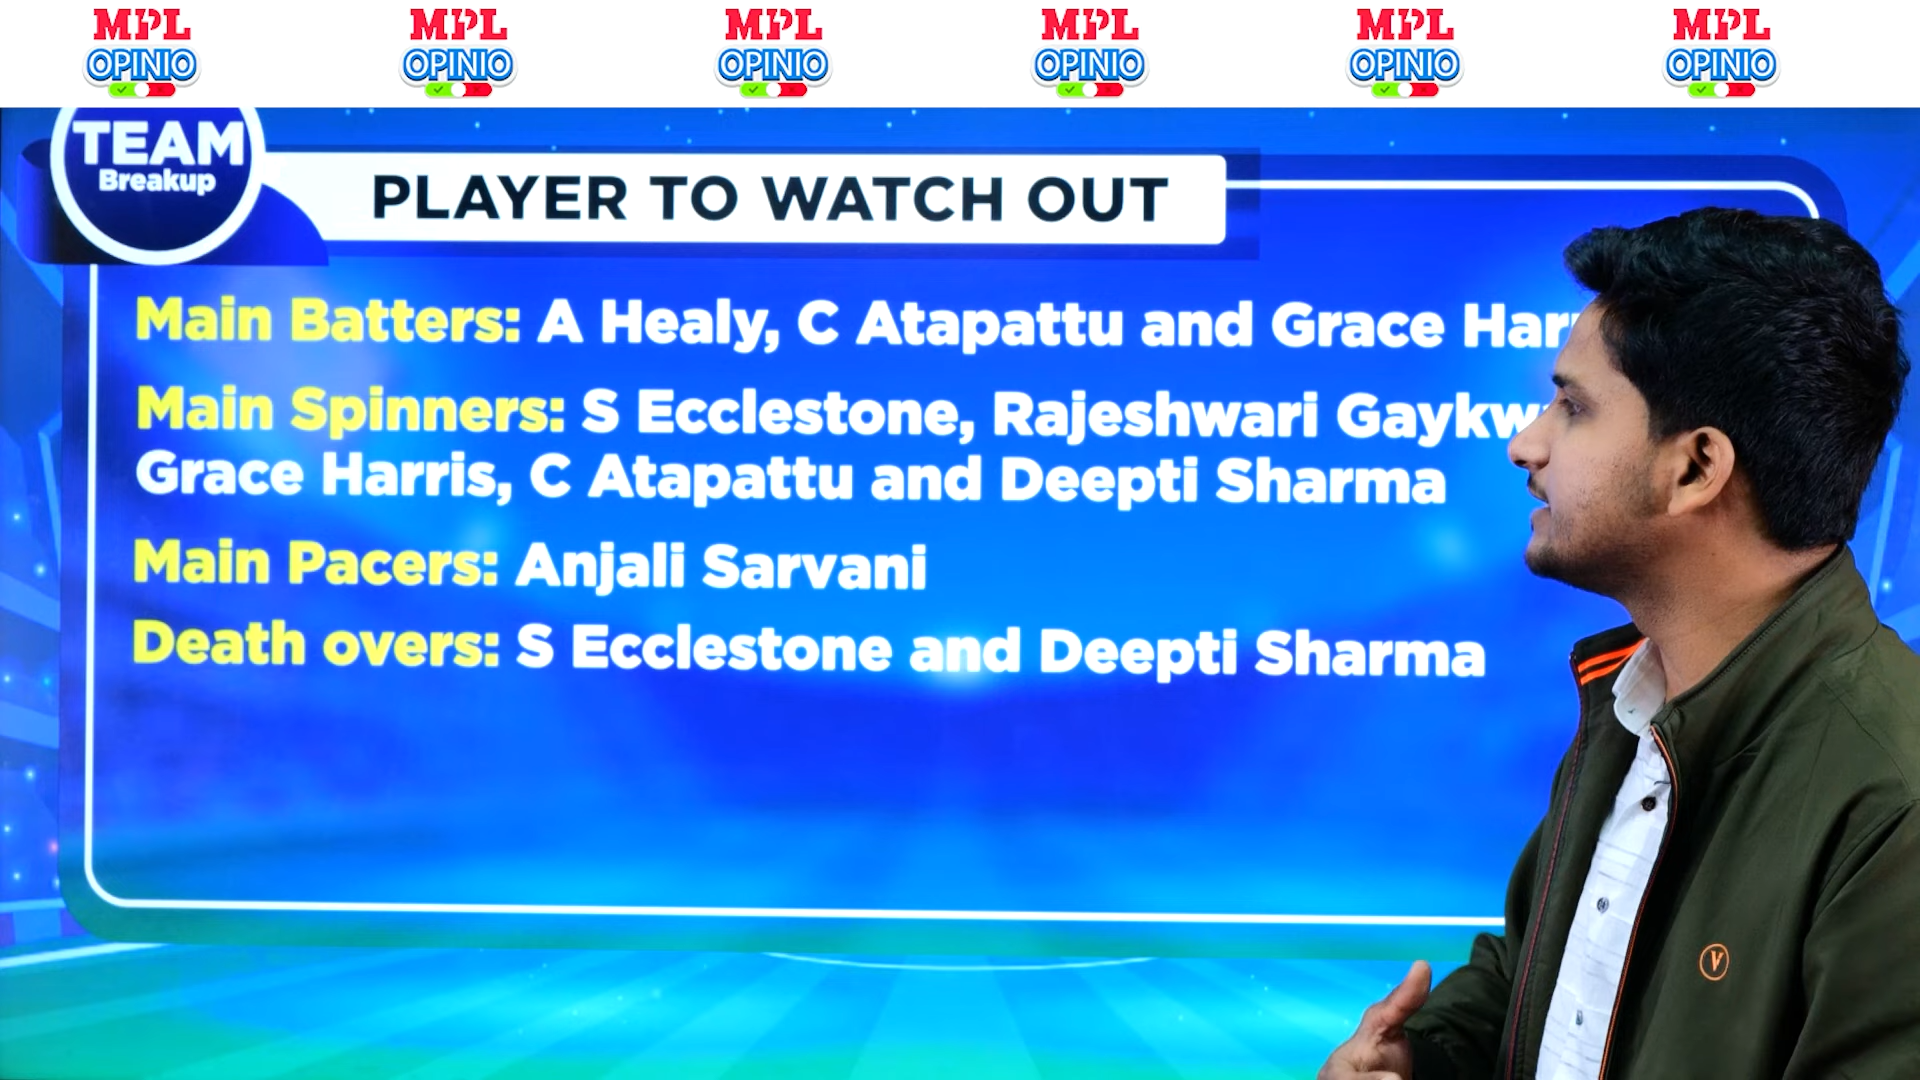 MPL MPL MPL MPL MPL MPL
OPINIO OPINIO OPINIO OPINIO OPINIO OPINIO
TEAM
Breakup
PLAYER TO WATCH OUT
Main Batters: A Healy, C Atapattu and Grace
Main Spinners: S Ecclestone, Rajeshwari
Grace Harris, C Atapattu and Deepti Sharma
Main Pacers: Anjali Sarvani
Death overs: S Ecclestone and Deepti Sharma
V